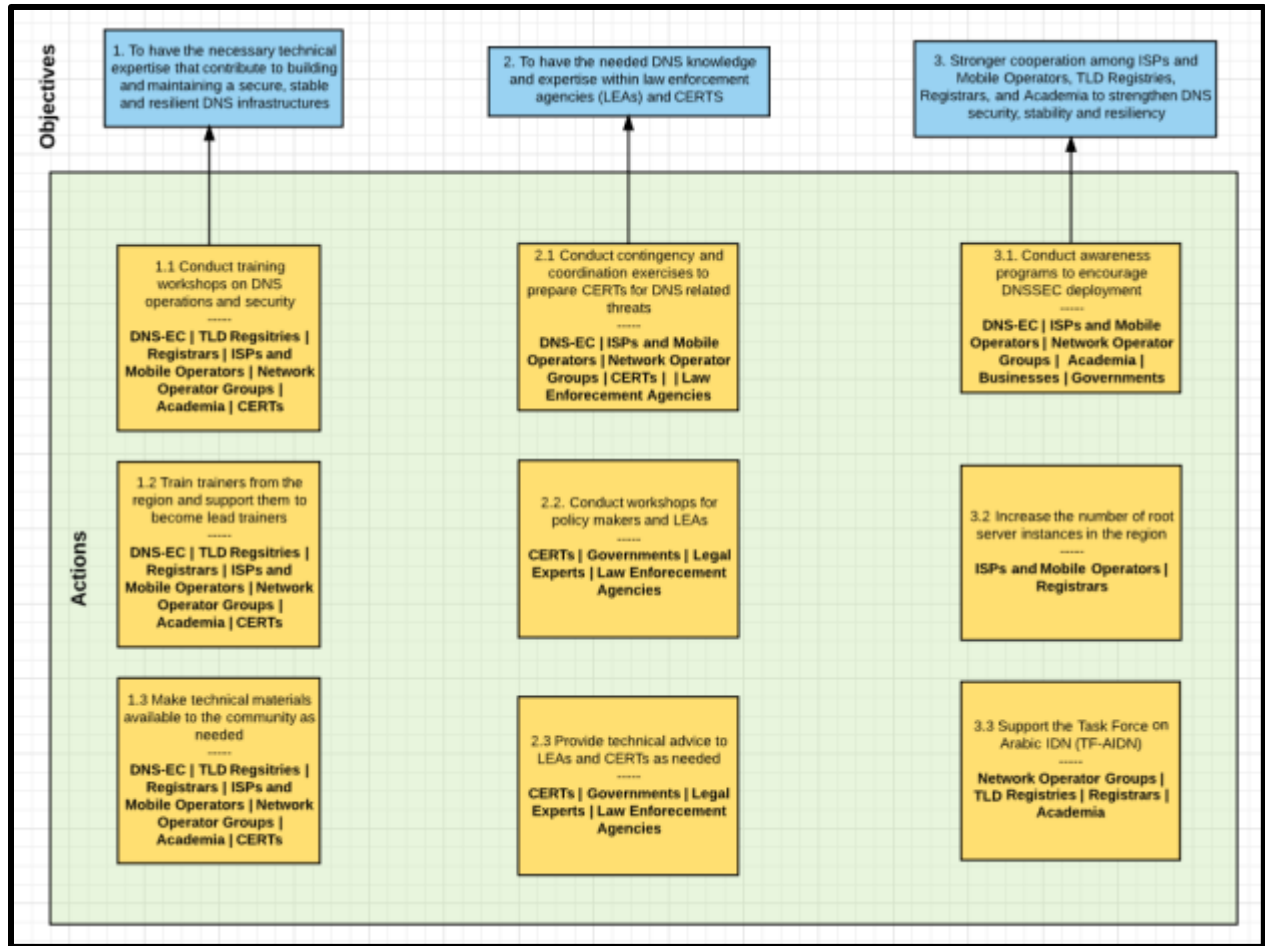 Objectives
1. To have the necessary technical
expertise that contribute to building
and maintaining a secure, stable
and resilient DNS infrastructures
2. To have the needed DNS knowledge
and expertise within law enforcement
agencies (LEAs) and CERTS
3. Stronger cooperation among ISPs and
Mobile Operators, TLD Registries,
Registrars, and Academia to strengthen DNS
security, stability and resiliency
Actions
1.1 Conduct training
workshops on DNS
operations and security
-----
DNS-EC | TLD Regsitries |
Registrars | ISPs and
Mobile Operators | Network
Operator Groups |
Academia | CERTs
2.1 Conduct contingency and
coordination exercises to
prepare CERTs for DNS related
threats
-----
DNS-EC | ISPs and Mobile
Operators | Network Operator
Groups | CERTs | | Law
Enforecement Agencies
3.1. Conduct awareness
programs to encourage
DNSSEC deployment
-----
DNS-EC | ISPs and Mobile
Operators | Network Operator
Groups | Academia |
Businesses | Governments
1.2 Train trainers from the
region and support them to
become lead trainers
-----
DNS-EC | TLD Regsitries |
Registrars | ISPs and
Mobile Operators | Network
Operator Groups |
Academia | CERTs
2.2. Conduct workshops for
policy makers and LEAs
-----
CERTs | Governments | Legal
Experts | Law Enforecement
Agencies
3.2 Increase the number of root
server instances in the region
-----
ISPs and Mobile Operators |
Registrars
1.3 Make technical materials
available to the community as
needed
-----
DNS-EC | TLD Regsitries |
Registrars | ISPs and
Mobile Operators | Network
Operator Groups |
Academia | CERTs
2.3 Provide technical advice to
LEAs and CERTs as needed
-----
CERTs | Governments | Legal
Experts | Law Enforecement
Agencies
3.3 Support the Task Force on
Arabic IDN (TF-AIDN)
-----
Network Operator Groups |
TLD Registries | Registrars |
Academia